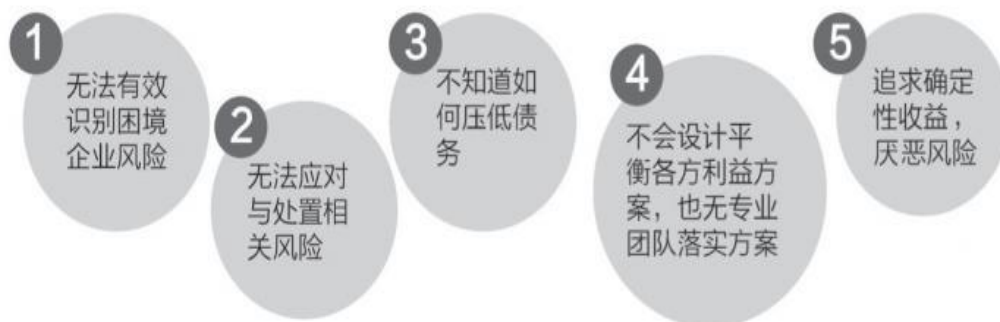 1
无法有效
识别困境
企业风险
2
无法应对
与处置相
关风险
3
不知道如
何压低债
务
4
不会设计平
衡各方利益方
案，也无专业
团队落实方案
5
追求确定
性收益，
厌恶风险